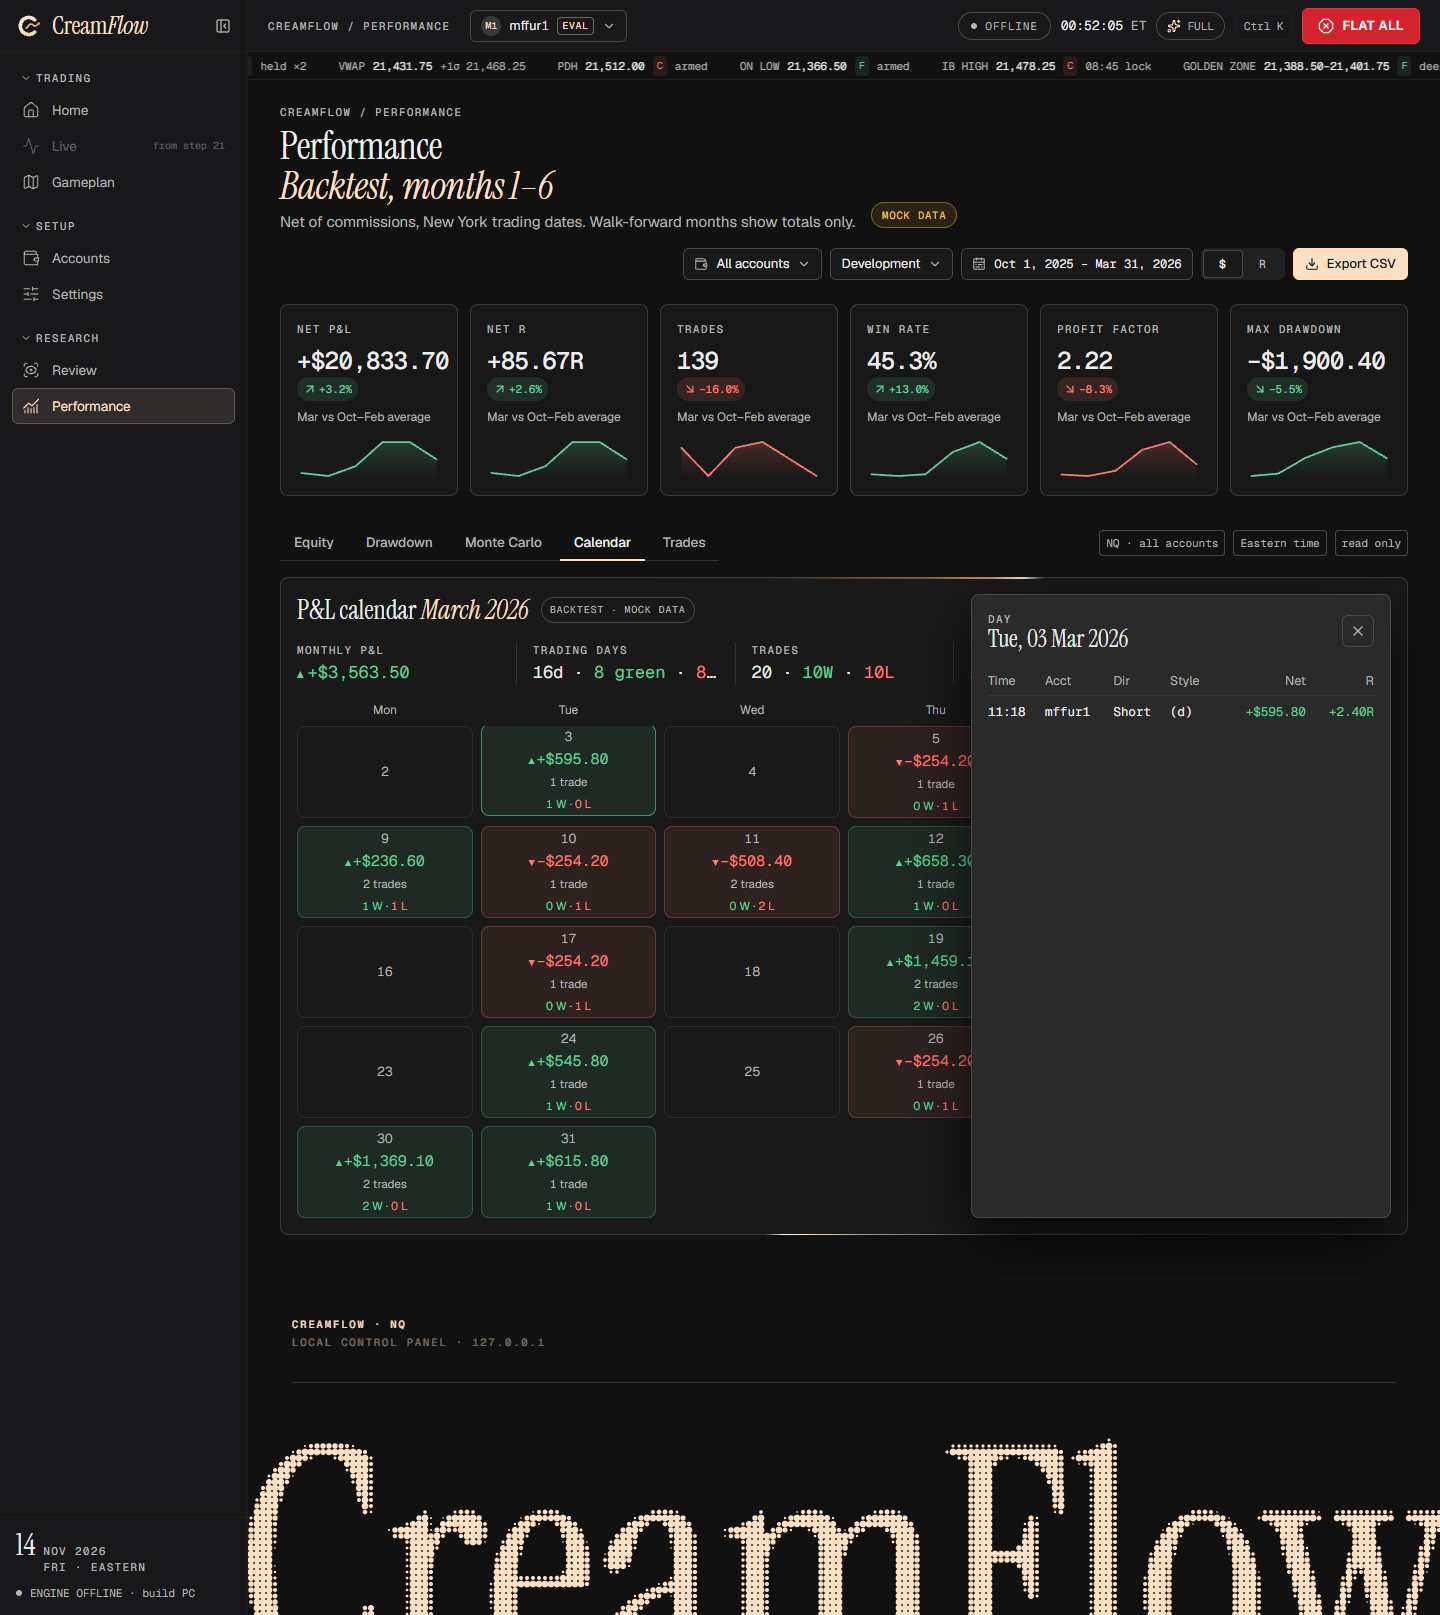 CreamFlow
CREAMFLOW / PERFORMANCE
M1 mffur1 EVAL
OFFLINE
00:52:05 ET
FULL
Ctrl K
FLAT ALL
held ×2 VWAP 21,431.75 +1σ 21,468.25 PDH 21,512.00 C armed ON LOW 21,366.50 F armed IB HIGH 21,478.25 C 08:45 lock GOLDEN ZONE 21,388.50–21,401.75 F dee
TRADING
Home
Live from step 21
Gameplan
SETUP
Accounts
Settings
RESEARCH
Review
Performance
CREAMFLOW / PERFORMANCE
Performance
Backtest, months 1–6
Net of commissions, New York trading dates. Walk-forward months show totals only.
MOCK DATA
All accounts
Development
Oct 1, 2025 – Mar 31, 2026
$ R
Export CSV
NET P&L
+$20,833.70
+3.2%
Mar vs Oct–Feb average
NET R
+85.67R
+2.6%
Mar vs Oct–Feb average
TRADES
139
−16.0%
Mar vs Oct–Feb average
WIN RATE
45.3%
+13.0%
Mar vs Oct–Feb average
PROFIT FACTOR
2.22
−8.3%
Mar vs Oct–Feb average
MAX DRAWDOWN
−$1,900.40
−5.5%
Mar vs Oct–Feb average
Equity Drawdown Monte Carlo Calendar Trades
NQ · all accounts
Eastern time
read only
P&L calendar March 2026
BACKTEST · MOCK DATA
MONTHLY P&L
▲+$3,563.50
TRADING DAYS
16d · 8 green · 8…
TRADES
20 · 10W · 10L
Mon Tue Wed Thu
2
3
▲+$595.80
1 trade
1 W · 0 L
4
5
▼−$254.20
1 trade
0 W · 1 L
9
▲+$236.60
2 trades
1 W · 1 L
10
▼−$254.20
1 trade
0 W · 1 L
11
▼−$508.40
2 trades
0 W · 2 L
12
▲+$658.30
1 trade
1 W · 0 L
16
17
▼−$254.20
1 trade
0 W · 1 L
18
19
▲+$1,459.
2 trades
2 W · 0 L
23
24
▲+$545.80
1 trade
1 W · 0 L
25
26
▼−$254.20
1 trade
0 W · 1 L
30
▲+$1,369.10
2 trades
2 W · 0 L
31
▲+$615.80
1 trade
1 W · 0 L
DAY
Tue, 03 Mar 2026
Time Acct Dir Style Net R
11:18 mffur1 Short (d) +$595.80 +2.40R
CREAMFLOW · NQ
LOCAL CONTROL PANEL · 127.0.0.1
CreamFlow
14 NOV 2026
FRI · EASTERN
ENGINE OFFLINE · build PC